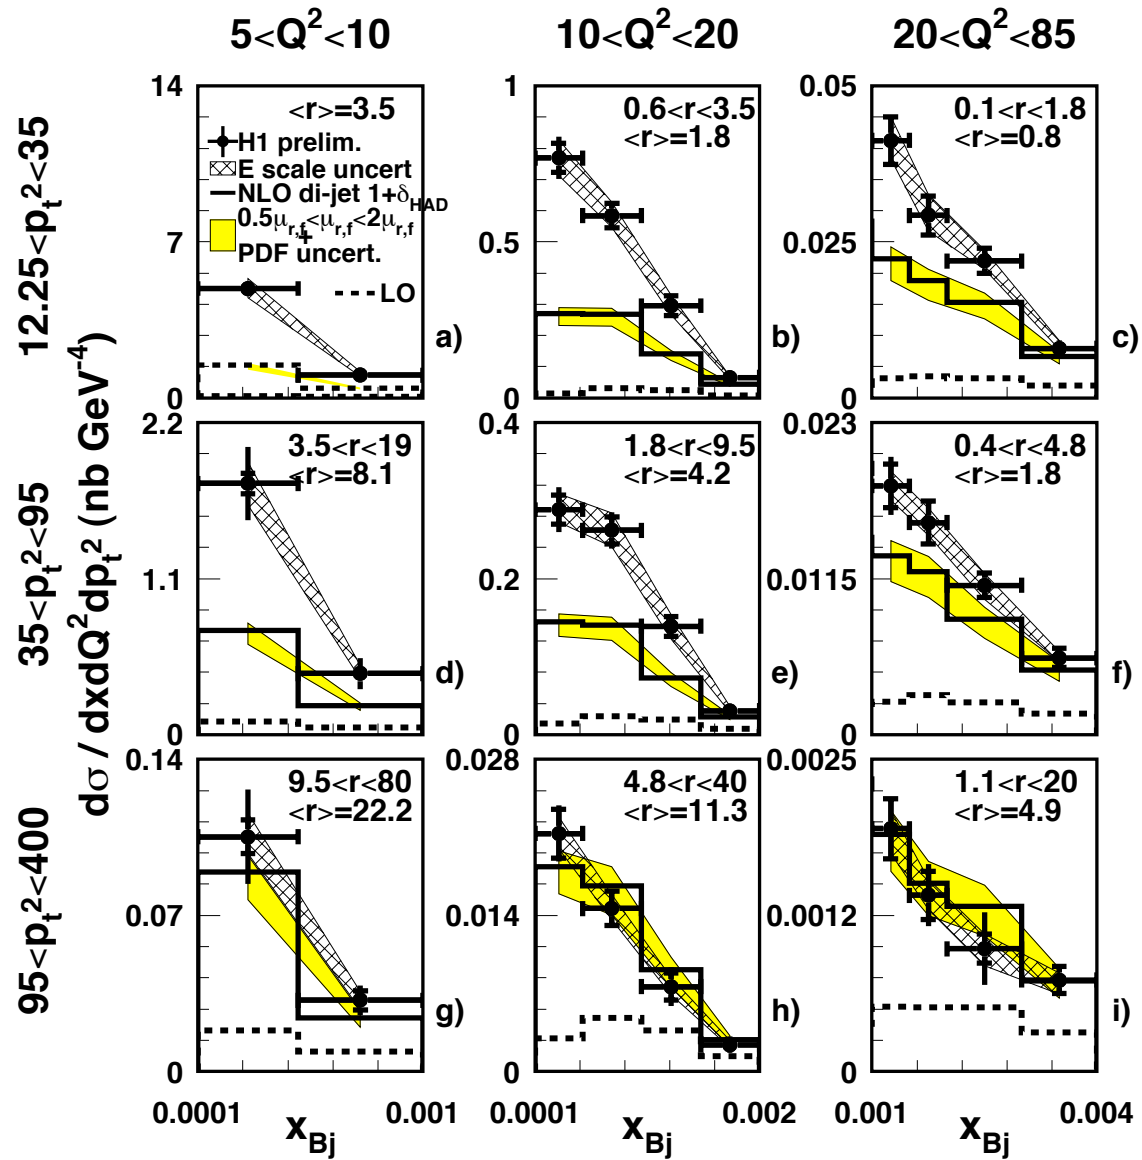 5<Q²<10
10<Q²<20
20<Q²<85
12.25<pₜ²<35
35<pₜ²<95
95<pₜ²<400
dσ / dxdQ²dpₜ² (nb GeV⁻⁴)
14
7
0
<r>=3.5
H1 prelim.
E scale uncert
NLO di-jet 1+δ_HAD
0.5μ_r,f<μ_r,f<2μ_r,f
+
PDF uncert.
LO
a)
1
0.5
0
0.6<r<3.5
<r>=1.8
b)
0.05
0.025
0
0.1<r<1.8
<r>=0.8
c)
2.2
1.1
0
3.5<r<19
<r>=8.1
d)
0.4
0.2
0
1.8<r<9.5
<r>=4.2
e)
0.023
0.0115
0
0.4<r<4.8
<r>=1.8
f)
0.14
0.07
0
9.5<r<80
<r>=22.2
g)
0.028
0.014
0
4.8<r<40
<r>=11.3
h)
0.0025
0.0012
0
1.1<r<20
<r>=4.9
i)
0.0001
0.001
x_Bj
0.0001
0.002
x_Bj
0.001
0.004
x_Bj